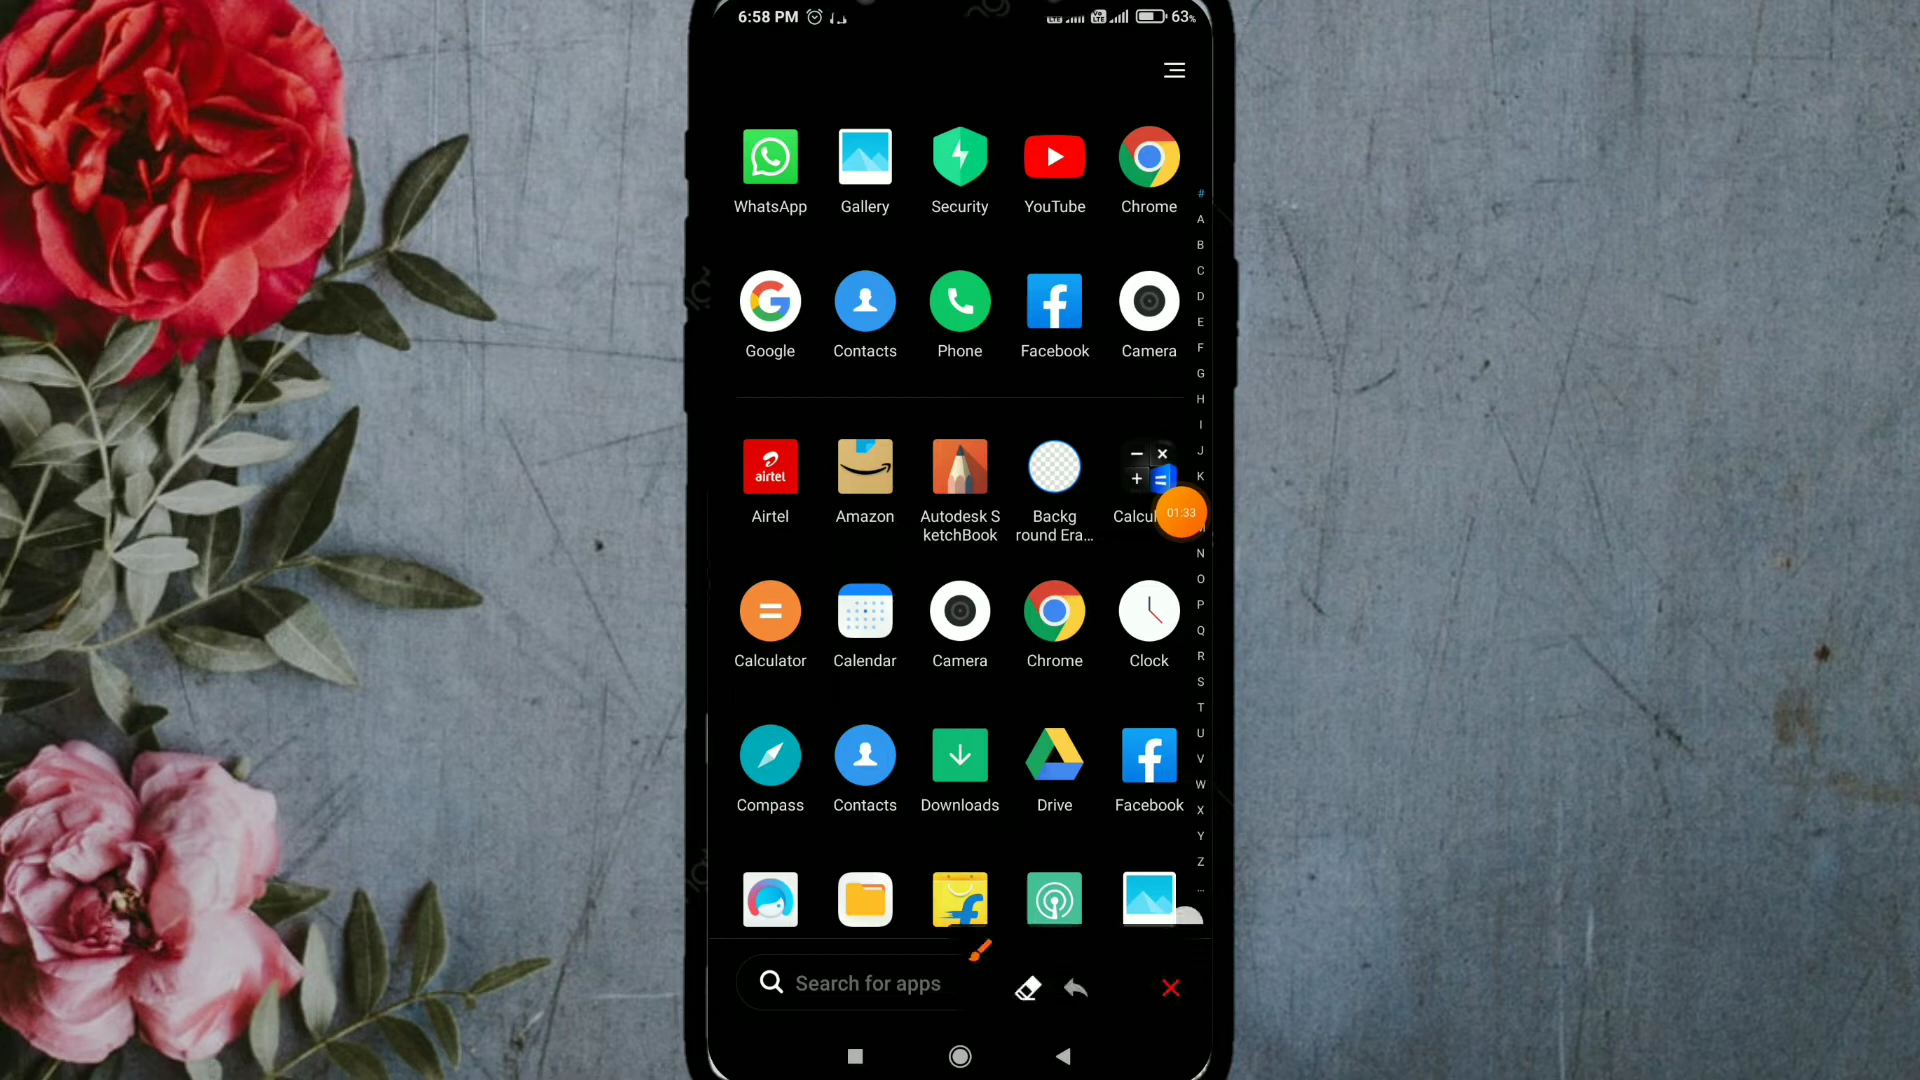 6:58 PM
63%
WhatsApp
Gallery
Security
YouTube
Chrome
Google
Contacts
Phone
Facebook
Camera
airtel
Airtel
Amazon
Autodesk S
ketchBook
Backg
round Era...
Calcu
01:33
Calculator
Calendar
Camera
Chrome
Clock
Compass
Contacts
Downloads
Drive
Facebook
Search for apps
#
A
B
C
D
E
F
G
H
I
J
K
N
O
P
Q
R
S
T
U
V
W
X
Y
Z
...